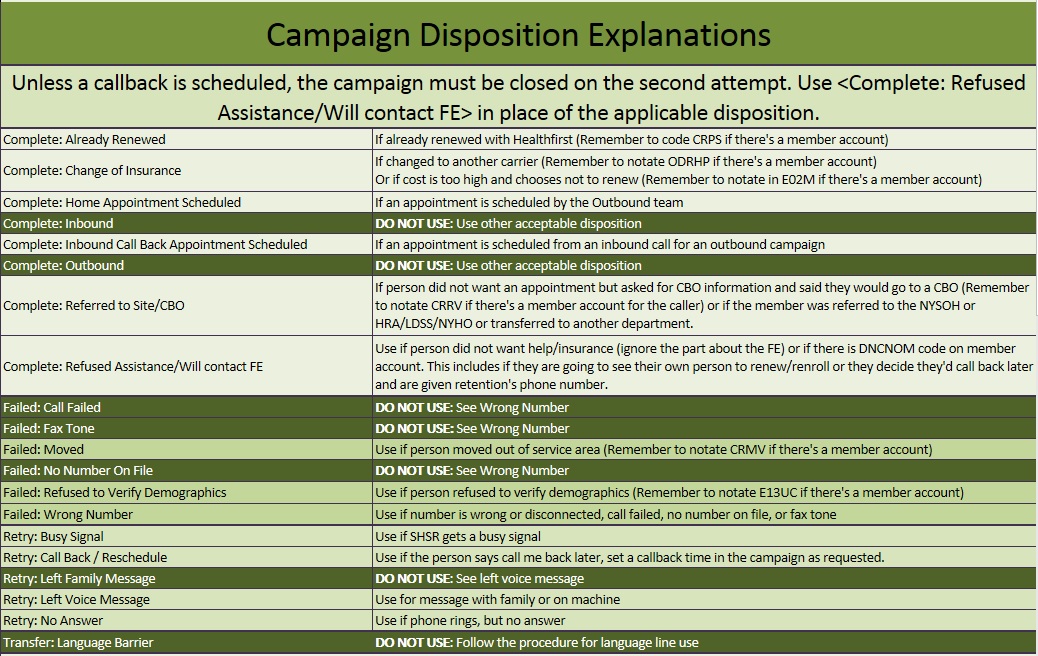 Campaign Disposition Explanations
Unless a callback is scheduled, the campaign must be closed on the second attempt. Use <Complete: Refused
Assistance/Will contact FE> in place of the applicable disposition.
Complete: Already Renewed
If already renewed with Healthfirst (Remember to code CRPS if there's a member account)
Complete: Change of Insurance
If changed to another carrier (Remember to notate ODRHP if there's a member account)
Or if cost is too high and chooses not to renew (Remember to notate in E02M if there's a member account)
Complete: Home Appointment Scheduled
If an appointment is scheduled by the Outbound team
Complete: Inbound
DO NOT USE: Use other acceptable disposition
Complete: Inbound Call Back Appointment Scheduled
If an appointment is scheduled from an inbound call for an outbound campaign
Complete: Outbound
DO NOT USE: Use other acceptable disposition
Complete: Referred to Site/CBO
If person did not want an appointment but asked for CBO information and said they would go to a CBO (Remember
to notate CRRV if there's a member account for the caller) or if the member was referred to the NYSOH or
HRA/LDSS/NYHO or transferred to another department.
Complete: Refused Assistance/Will contact FE
Use if person did not want help/insurance (ignore the part about the FE) or if there is DNCNOM code on member
account. This includes if they are going to see their own person to renew/renroll or they decide they'd call back later
and are given retention's phone number.
Failed: Call Failed
DO NOT USE: See Wrong Number
Failed: Fax Tone
DO NOT USE: See Wrong Number
Failed: Moved
Use if person moved out of service area (Remember to notate CRMV if there's a member account)
Failed: No Number On File
DO NOT USE: See Wrong Number
Failed: Refused to Verify Demographics
Use if person refused to verify demographics (Remember to notate E13UC if there's a member account)
Failed: Wrong Number
Use if number is wrong or disconnected, call failed, no number on file, or fax tone
Retry: Busy Signal
Use if SHSR gets a busy signal
Retry: Call Back / Reschedule
Use if the person says call me back later, set a callback time in the campaign as requested.
Retry: Left Family Message
DO NOT USE: See left voice message
Retry: Left Voice Message
Use for message with family or on machine
Retry: No Answer
Use if phone rings, but no answer
Transfer: Language Barrier
DO NOT USE: Follow the procedure for language line use